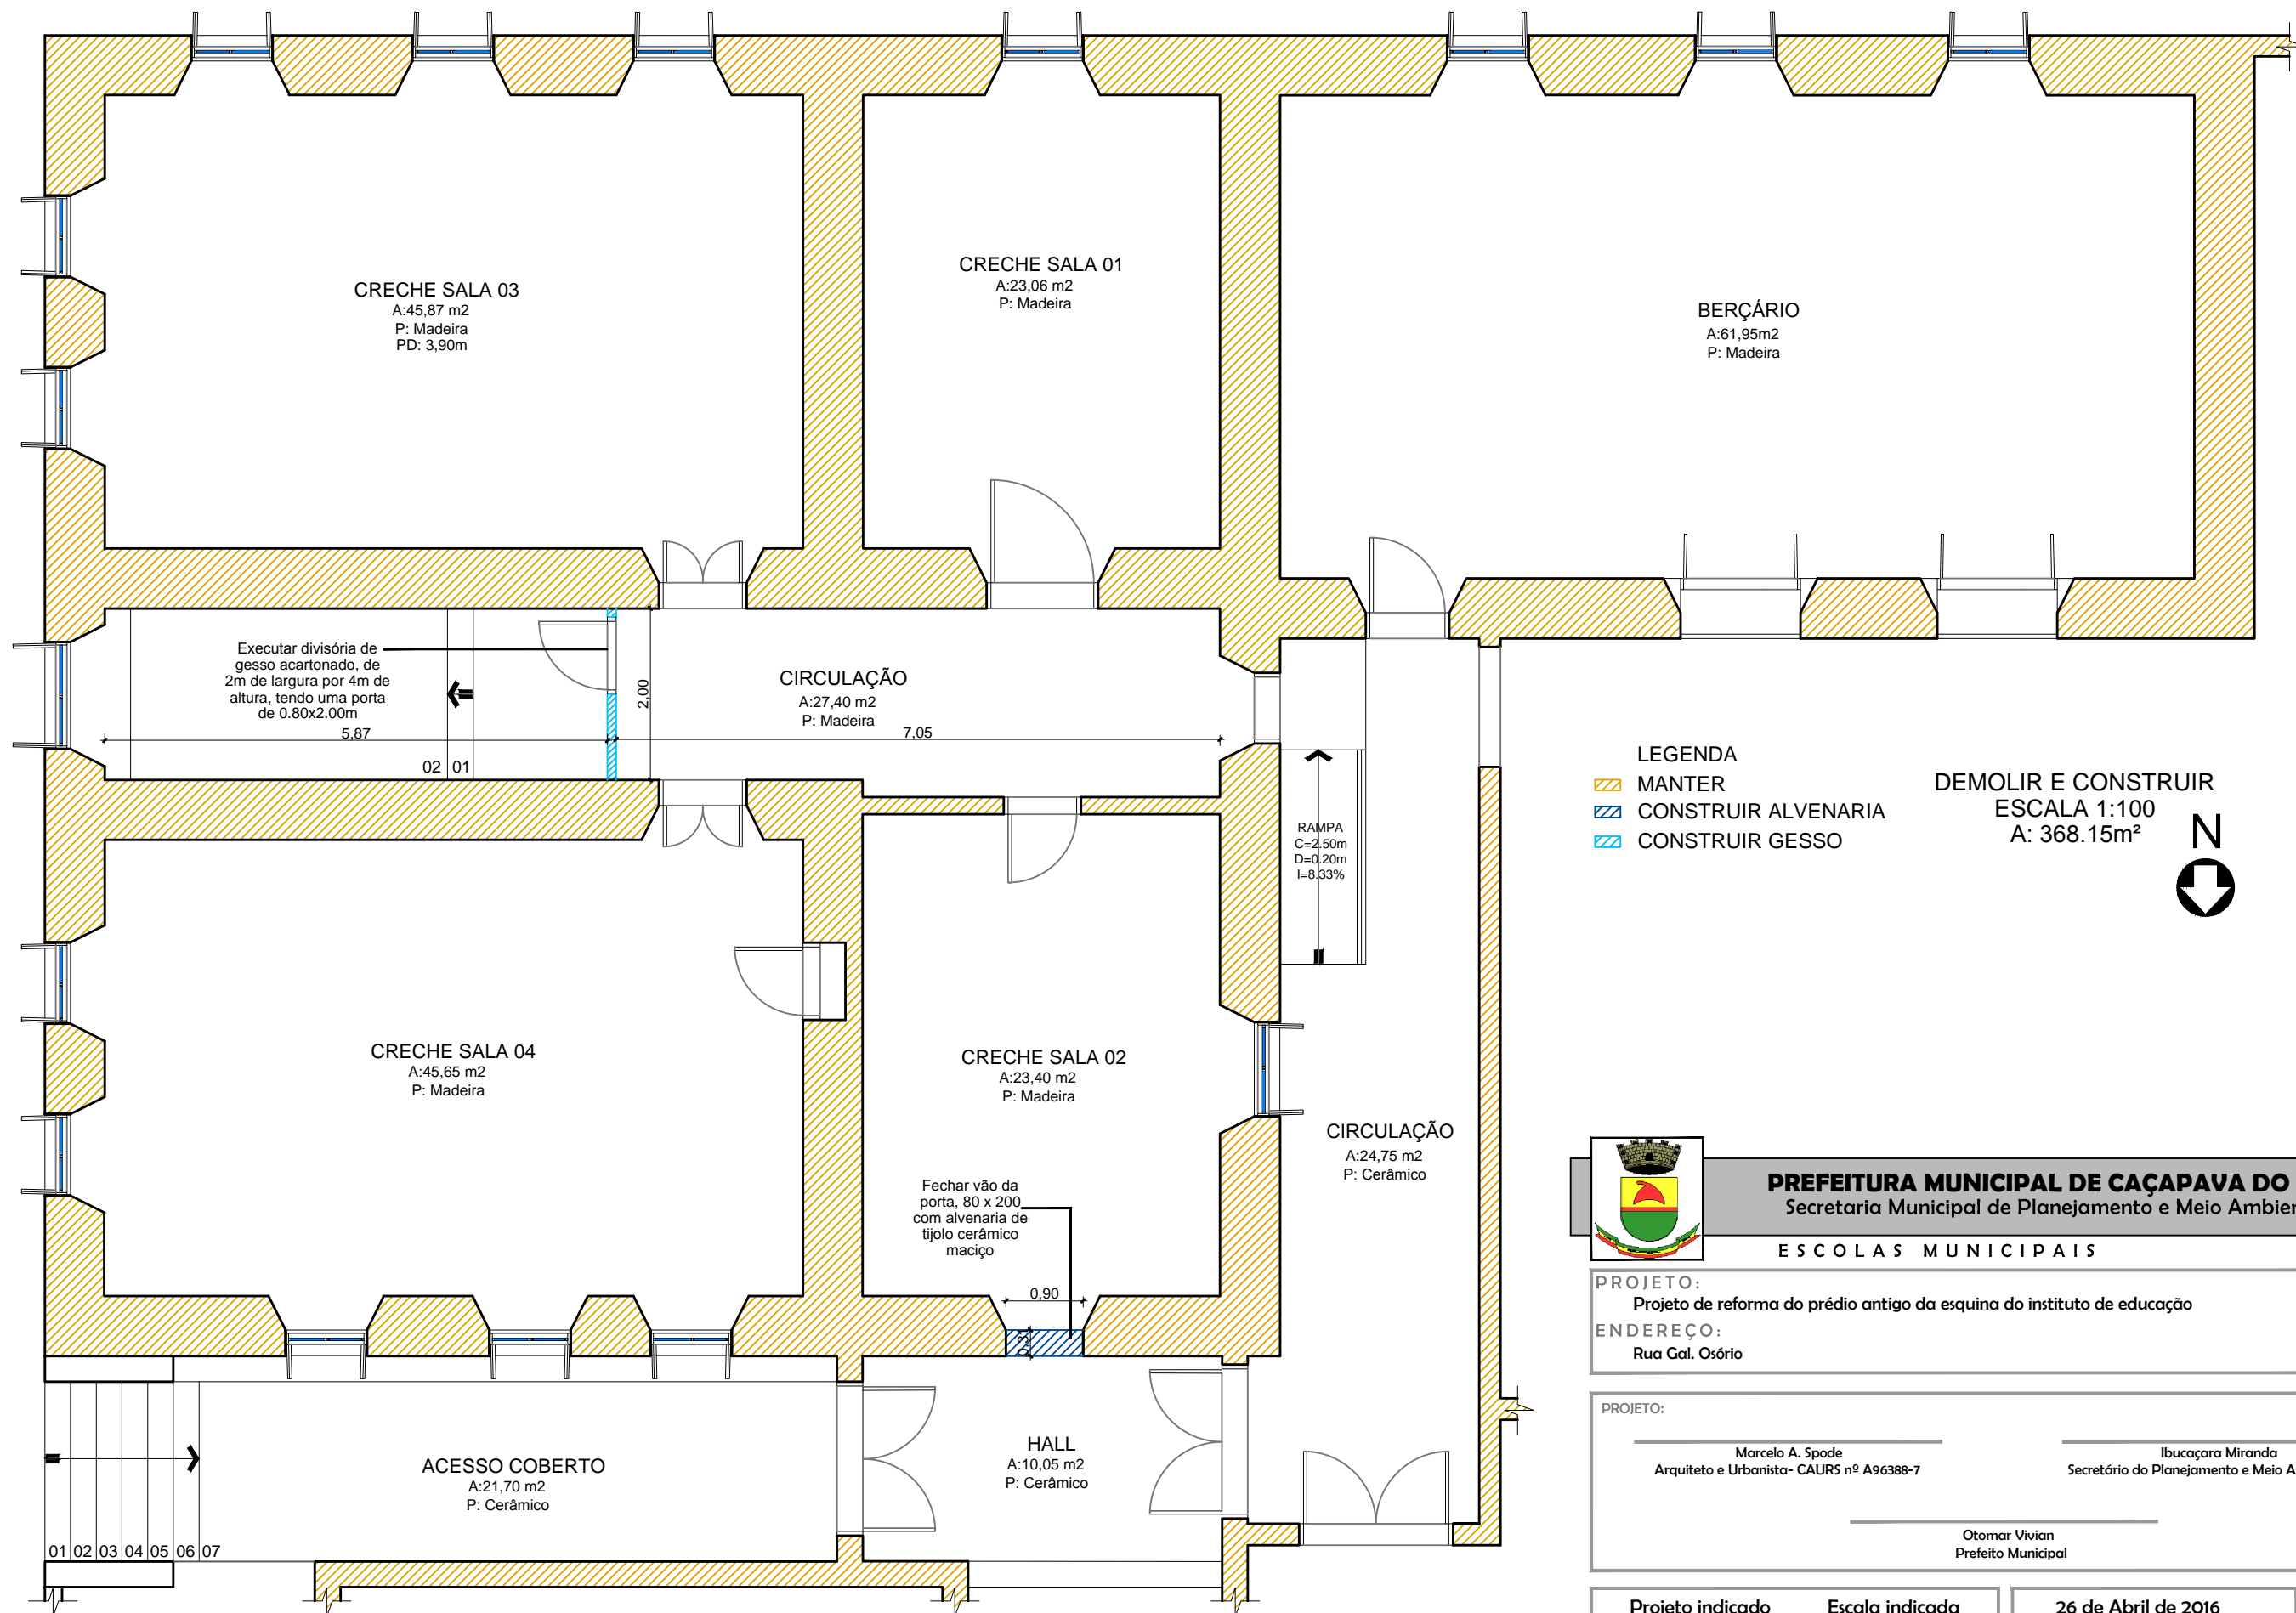 CRECHE SALA 03
A:45,87 m2
P: Madeira
PD: 3,90m
CRECHE SALA 01
A:23,06 m2
P: Madeira
BERÇÁRIO
A:61,95m2
P: Madeira
Executar divisória de
gesso acartonado, de
2m de largura por 4m de
altura, tendo uma porta
de 0.80x2.00m
5,87
02 01
2,00
CIRCULAÇÃO
A:27,40 m2
P: Madeira
7,05
RAMPA
C=2.50m
D=0.20m
I=8.33%
LEGENDA
MANTER
CONSTRUIR ALVENARIA
CONSTRUIR GESSO
DEMOLIR E CONSTRUIR
ESCALA 1:100
A: 368.15m²
N
CRECHE SALA 04
A:45,65 m2
P: Madeira
CRECHE SALA 02
A:23,40 m2
P: Madeira
CIRCULAÇÃO
A:24,75 m2
P: Cerâmico
Fechar vão da
porta, 80 x 200
com alvenaria de
tijolo cerâmico
maciço
0,90
0,31
ACESSO COBERTO
A:21,70 m2
P: Cerâmico
HALL
A:10,05 m2
P: Cerâmico
01 02 03 04 05 06 07
PREFEITURA MUNICIPAL DE CAÇAPAVA DO
Secretaria Municipal de Planejamento e Meio Ambien
ESCOLAS MUNICIPAIS
PROJETO:
Projeto de reforma do prédio antigo da esquina do instituto de educação
ENDEREÇO:
Rua Gal. Osório
PROJETO:
Marcelo A. Spode
Arquiteto e Urbanista- CAURS nº A96388-7
Ibucaçara Miranda
Secretário do Planejamento e Meio A
Otomar Vivian
Prefeito Municipal
Projeto indicado
Escala indicada
26 de Abril de 2016